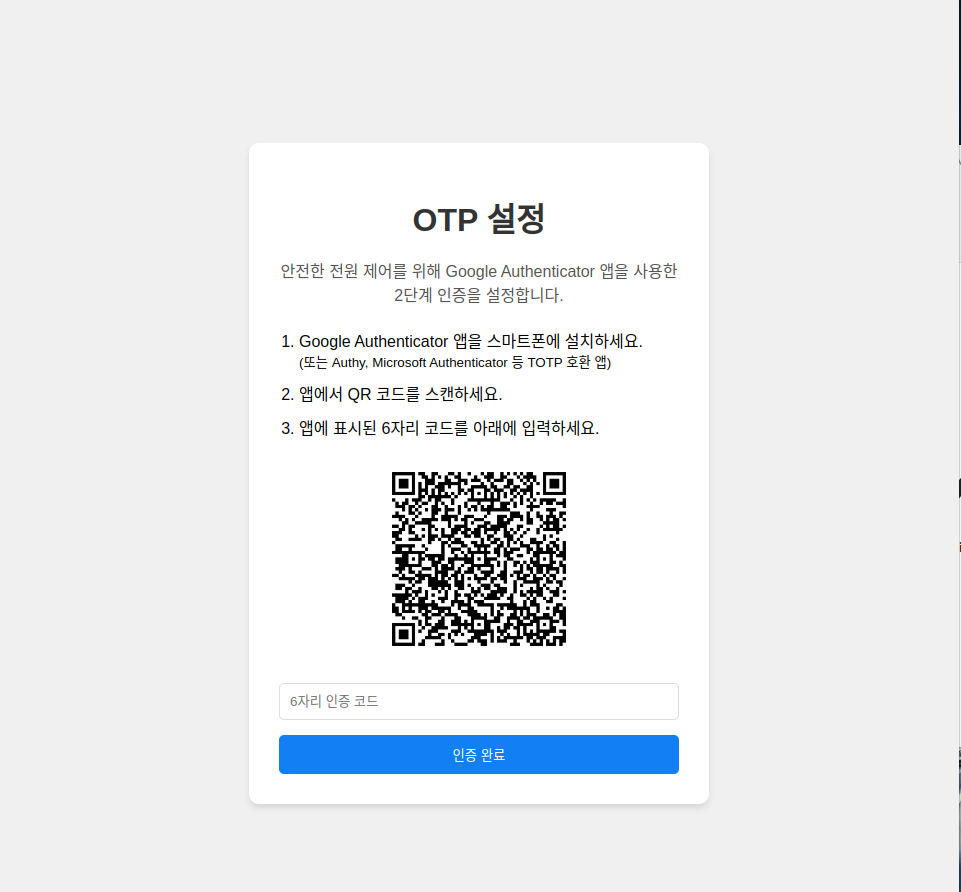 OTP 설정
안전한 전원 제어를 위해 Google Authenticator 앱을 사용한
2단계 인증을 설정합니다.
1. Google Authenticator 앱을 스마트폰에 설치하세요.
(또는 Authy, Microsoft Authenticator 등 TOTP 호환 앱)
2. 앱에서 QR 코드를 스캔하세요.
3. 앱에 표시된 6자리 코드를 아래에 입력하세요.
6자리 인증 코드
인증 완료